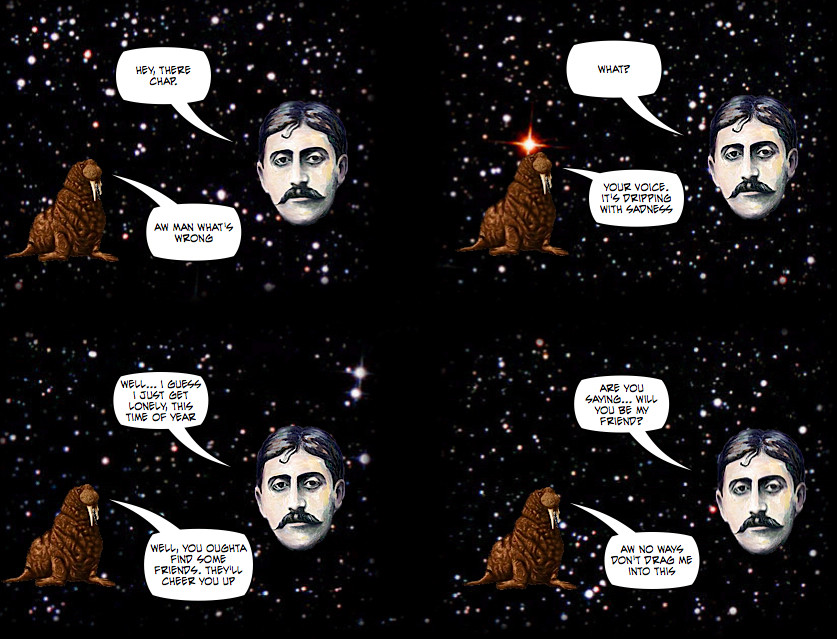 HEY, THERE
CHAP.
AW MAN WHAT'S
WRONG
WHAT?
YOUR VOICE.
IT'S DRIPPING
WITH SADNESS
WELL... I GUESS
I JUST GET
LONELY, THIS
TIME OF YEAR
WELL, YOU OUGHTA
FIND SOME
FRIENDS. THEY'LL
CHEER YOU UP
ARE YOU
SAYING... WILL
YOU BE MY
FRIEND?
AW NO WAYS
DON'T DRAG ME
INTO THIS